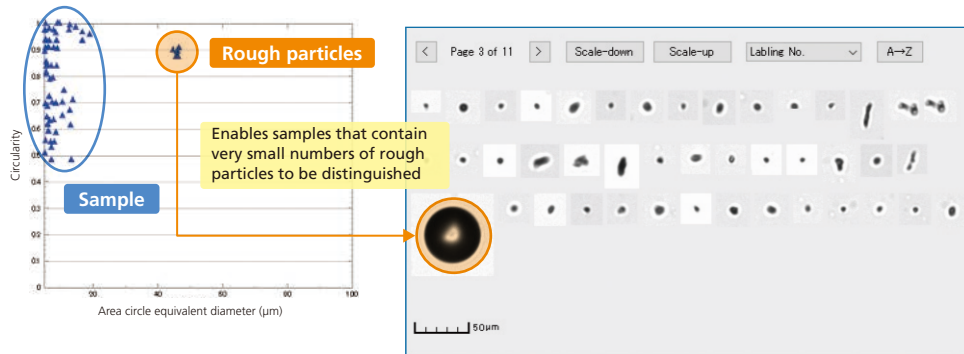 1
0.9
0.8
0.7
0.6
0.5
0.4
0.3
0.2
0.1
0
20
40
60
80
100
Circularity
Area circle equivalent diameter (µm)
Sample
Rough particles
Enables samples that contain
very small numbers of rough
particles to be distinguished
< Page 3 of 11 > Scale-down Scale-up Labling No. A→Z
50µm